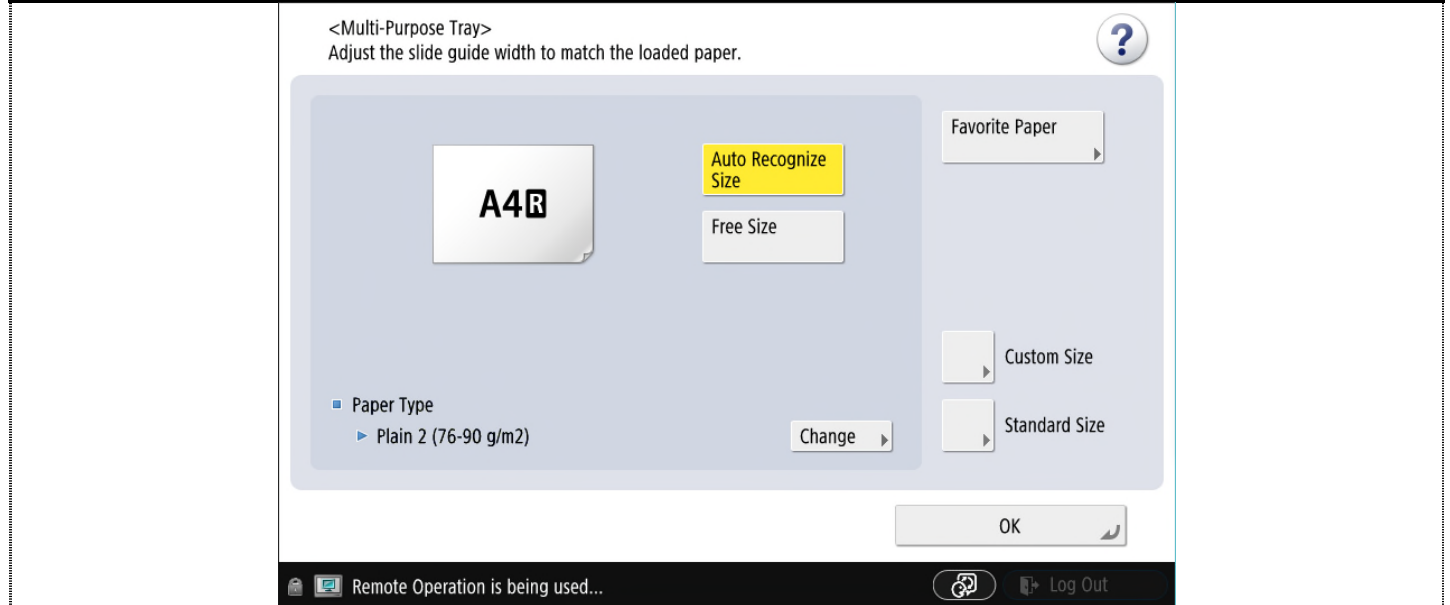 <Multi-Purpose Tray>
Adjust the slide guide width to match the loaded paper.
?
Favorite Paper
Auto Recognize
Size
A4R
Free Size
Custom Size
Paper Type
Plain 2 (76-90 g/m2)
Change
Standard Size
OK
Remote Operation is being used...
Log Out